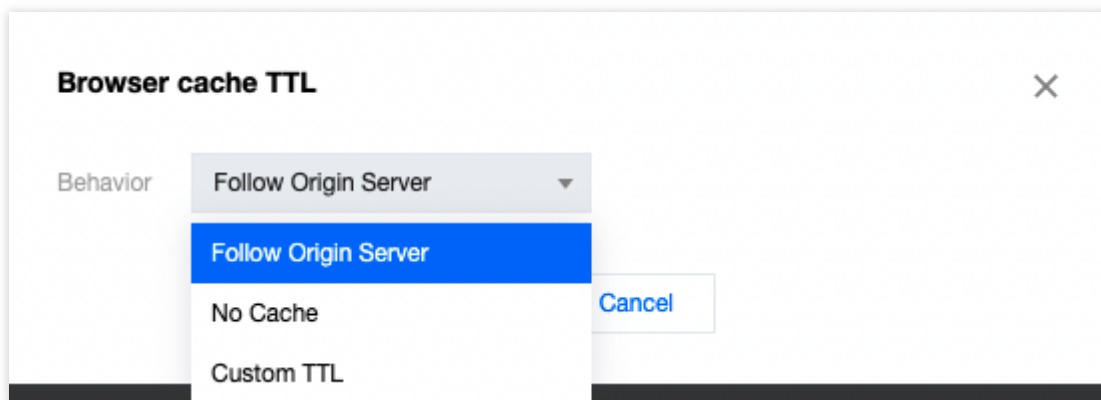 Browser cache TTL
Behavior
Follow Origin Server
Follow Origin Server
No Cache
Cancel
Custom TTL